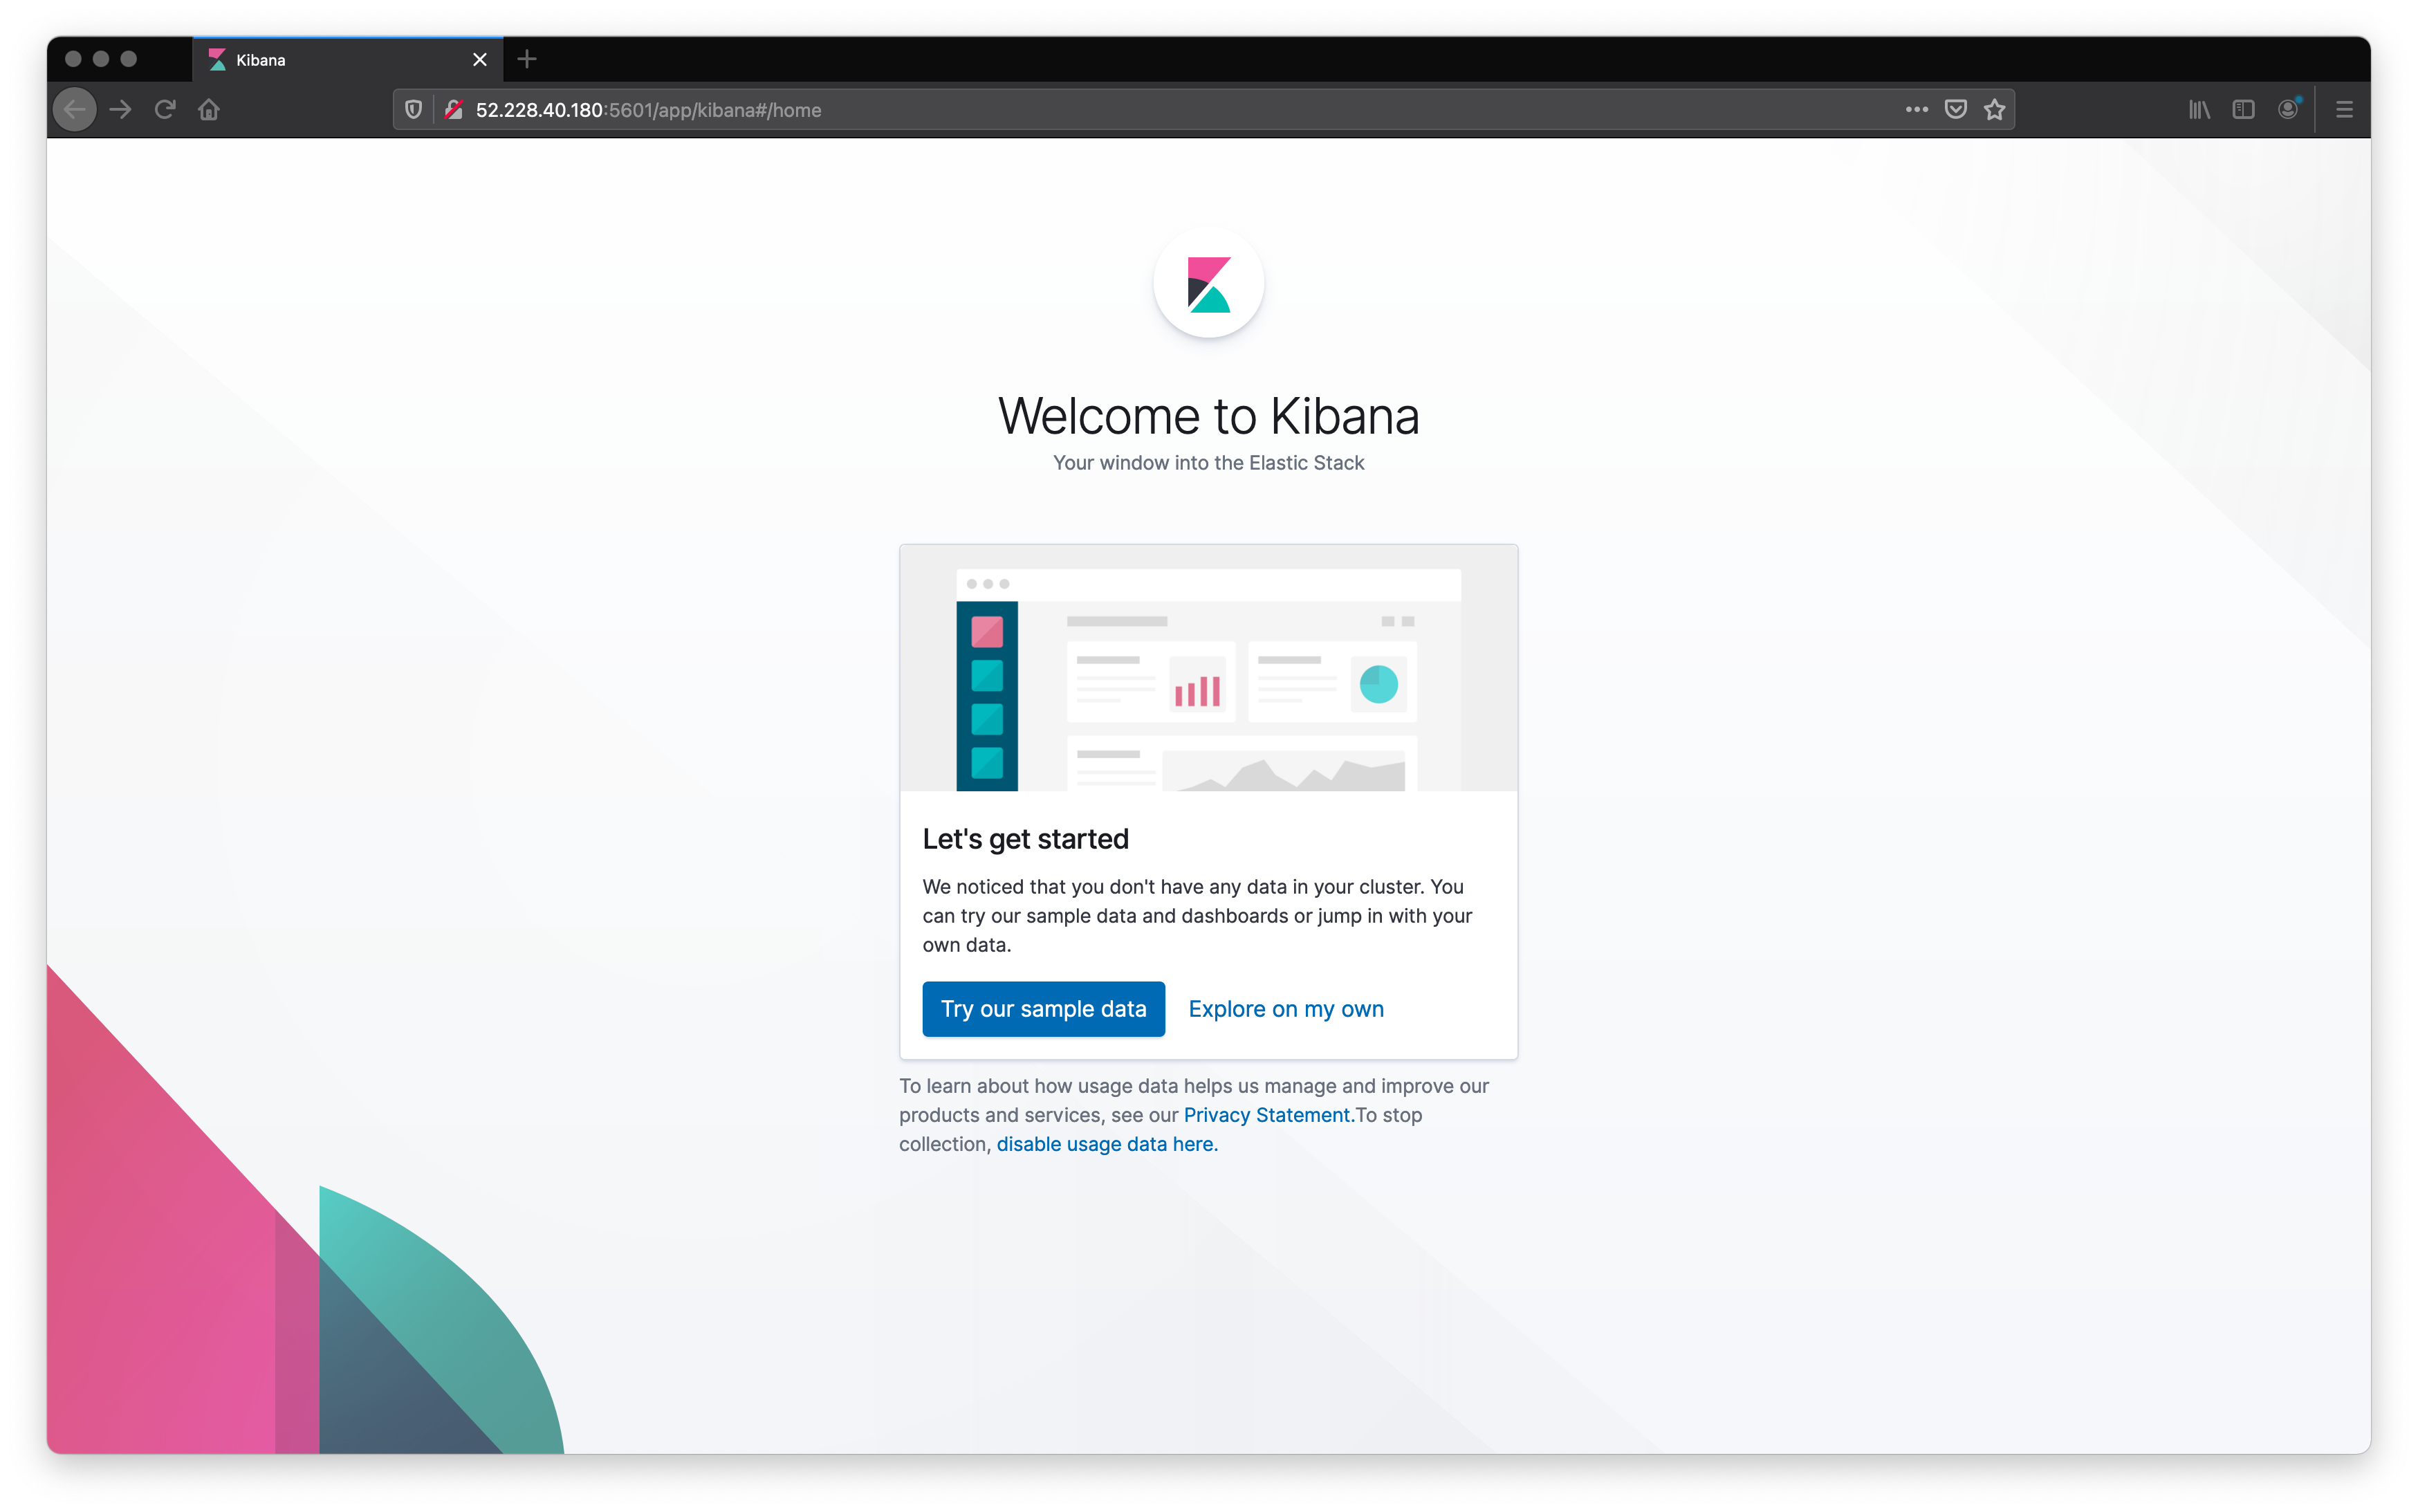 Kibana
52.228.40.180:5601/app/kibana#/home
Welcome to Kibana
Your window into the Elastic Stack
Let's get started
We noticed that you don't have any data in your cluster. You
can try our sample data and dashboards or jump in with your
own data.
Try our sample data
Explore on my own
To learn about how usage data helps us manage and improve our
products and services, see our Privacy Statement.To stop
collection, disable usage data here.